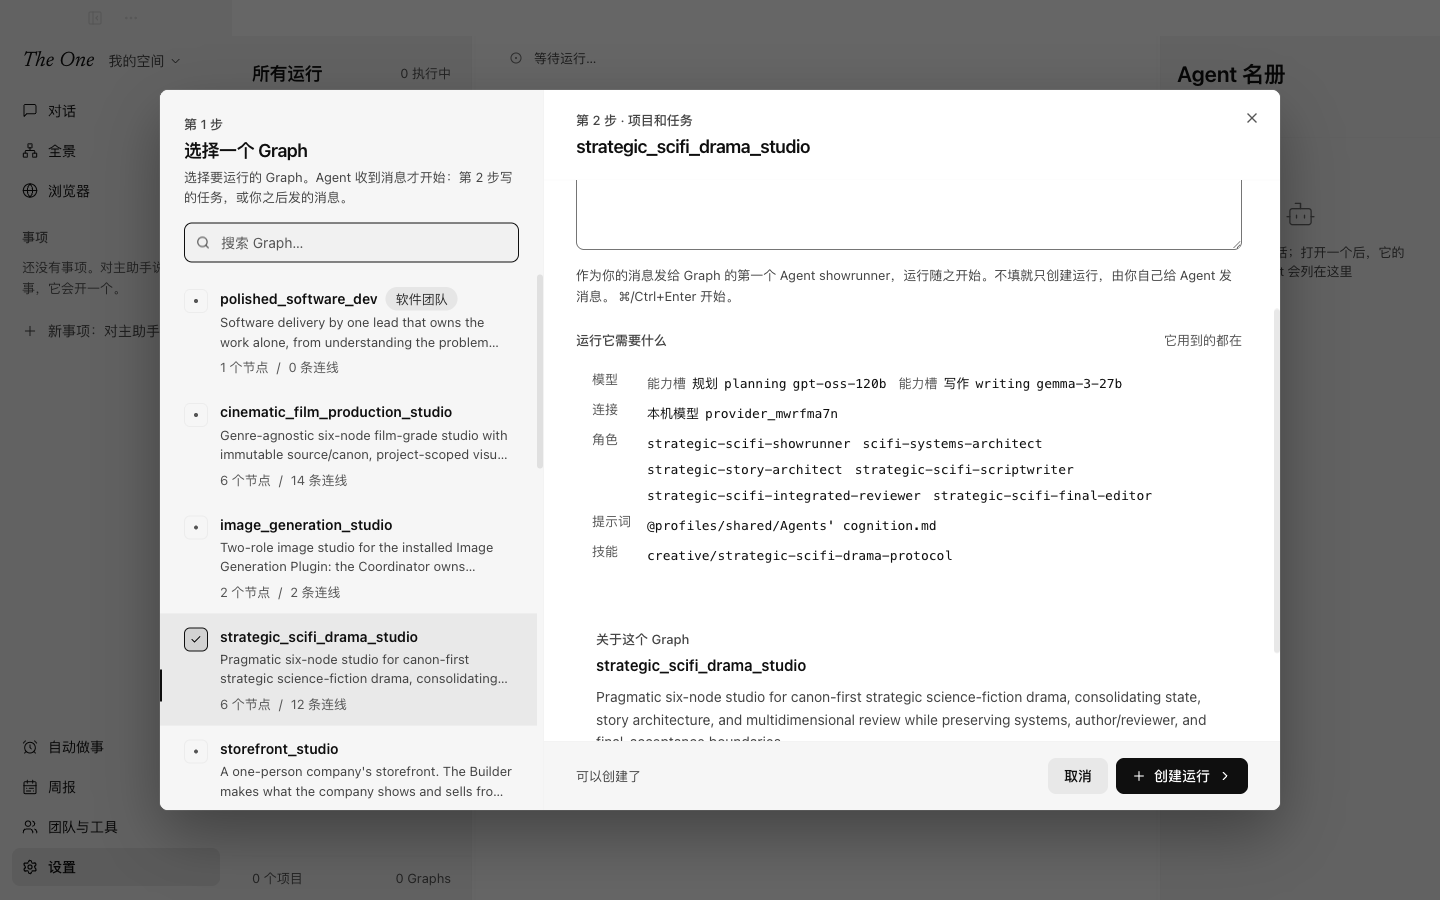 The One 我的空间
对话
全景
浏览器
事项
还没有事项。对主助手说
事，它会开一个。
新事项：对主助手
自动做事
周报
团队与工具
设置
所有运行 0 执行中
0 个项目 0 Graphs
等待运行...
Agent 名册
话；打开一个后，它的
t 会列在这里
第 1 步
选择一个 Graph
选择要运行的 Graph。Agent 收到消息才开始：第 2 步写
的任务，或你之后发的消息。
搜索 Graph...
polished_software_dev 软件团队
Software delivery by one lead that owns the
work alone, from understanding the problem...
1 个节点 / 0 条连线
cinematic_film_production_studio
Genre-agnostic six-node film-grade studio with
immutable source/canon, project-scoped visu...
6 个节点 / 14 条连线
image_generation_studio
Two-role image studio for the installed Image
Generation Plugin: the Coordinator owns...
2 个节点 / 2 条连线
strategic_scifi_drama_studio
Pragmatic six-node studio for canon-first
strategic science-fiction drama, consolidating...
6 个节点 / 12 条连线
storefront_studio
A one-person company's storefront. The Builder
makes what the company shows and sells fro...
第 2 步 · 项目和任务
strategic_scifi_drama_studio
作为你的消息发给 Graph 的第一个 Agent showrunner，运行随之开始。不填就只创建运行，由你自己给 Agent 发
消息。 ⌘/Ctrl+Enter 开始。
运行它需要什么 它用到的都在
模型 能力槽 规划 planning gpt-oss-120b 能力槽 写作 writing gemma-3-27b
连接 本机模型 provider_mwrfma7n
角色 strategic-scifi-showrunner scifi-systems-architect
strategic-story-architect strategic-scifi-scriptwriter
strategic-scifi-integrated-reviewer strategic-scifi-final-editor
提示词 @profiles/shared/Agents' cognition.md
技能 creative/strategic-scifi-drama-protocol
关于这个 Graph
strategic_scifi_drama_studio
Pragmatic six-node studio for canon-first strategic science-fiction drama, consolidating state,
story architecture, and multidimensional review while preserving systems, author/reviewer, and
final-acceptance boundaries.
可以创建了 取消 创建运行